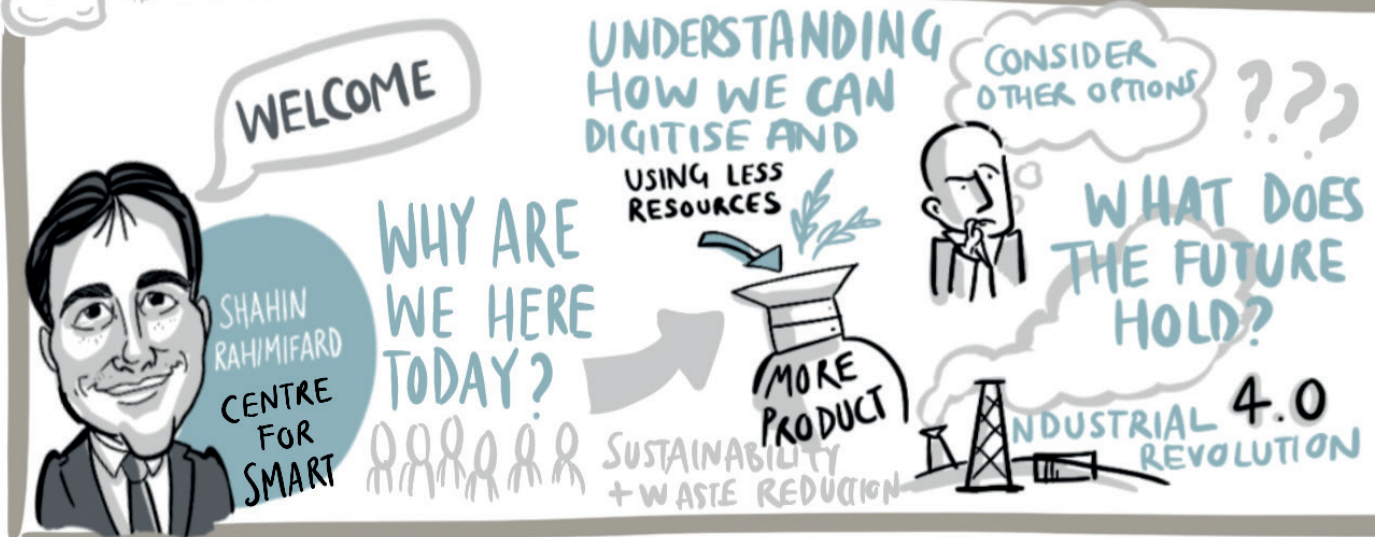 WELCOME
SHAHIN
RAHIMIFARD
CENTRE
FOR
SMART
WHY ARE
WE HERE
TODAY?
UNDERSTANDING
HOW WE CAN
DIGITISE AND
USING LESS
RESOURCES
MORE
PRODUCT
SUSTAINABILITY
+ WASTE REDUCTION
CONSIDER
OTHER OPTIONS
???
WHAT DOES
THE FUTURE
HOLD?
INDUSTRIAL 4.0
REVOLUTION